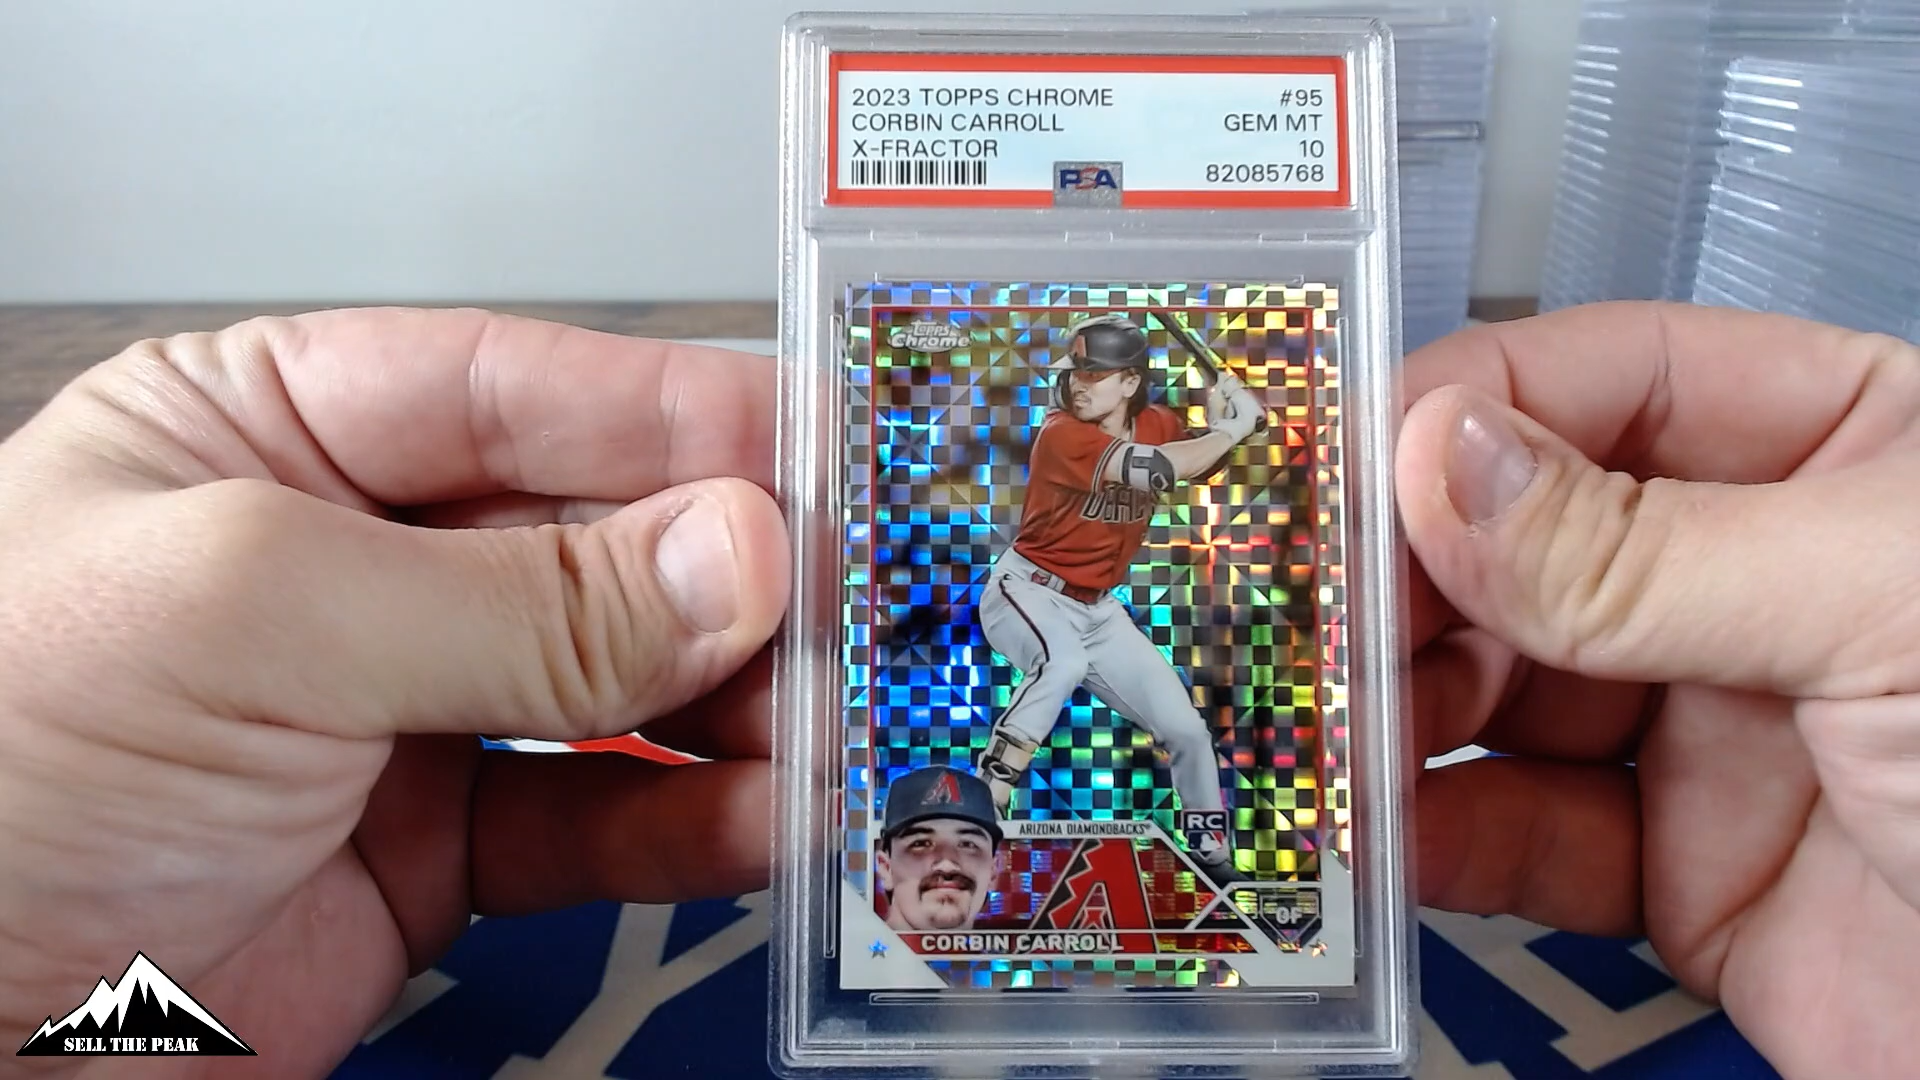 2023 TOPPS CHROME #95
CORBIN CARROLL GEM MT
X-FRACTOR 10
PSA 82085768
Topps
Chrome
ARIZONA DIAMONDBACKS
RC
OF
CORBIN CARROLL
SELL THE PEAK